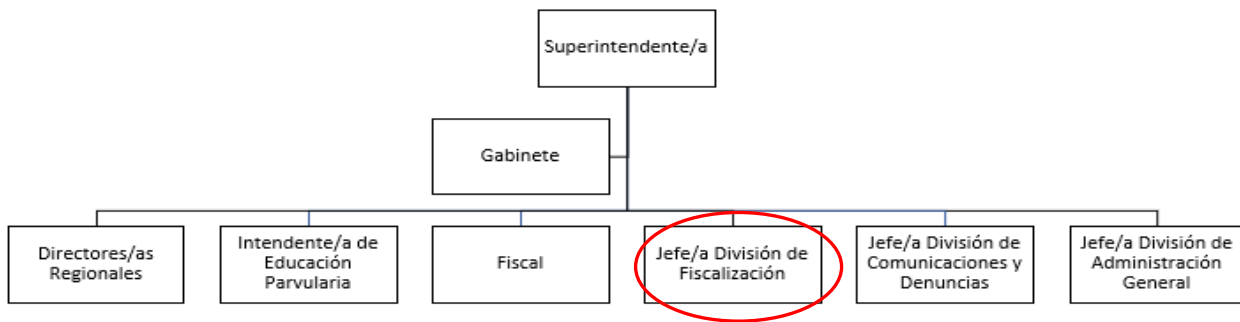 Superintendente/a
Gabinete
Directores/as
Regionales
Intendente/a de
Educación
Parvularia
Fiscal
Jefe/a División de
Fiscalización
Jefe/a División de
Comunicaciones y
Denuncias
Jefe/a División de
Administración
General